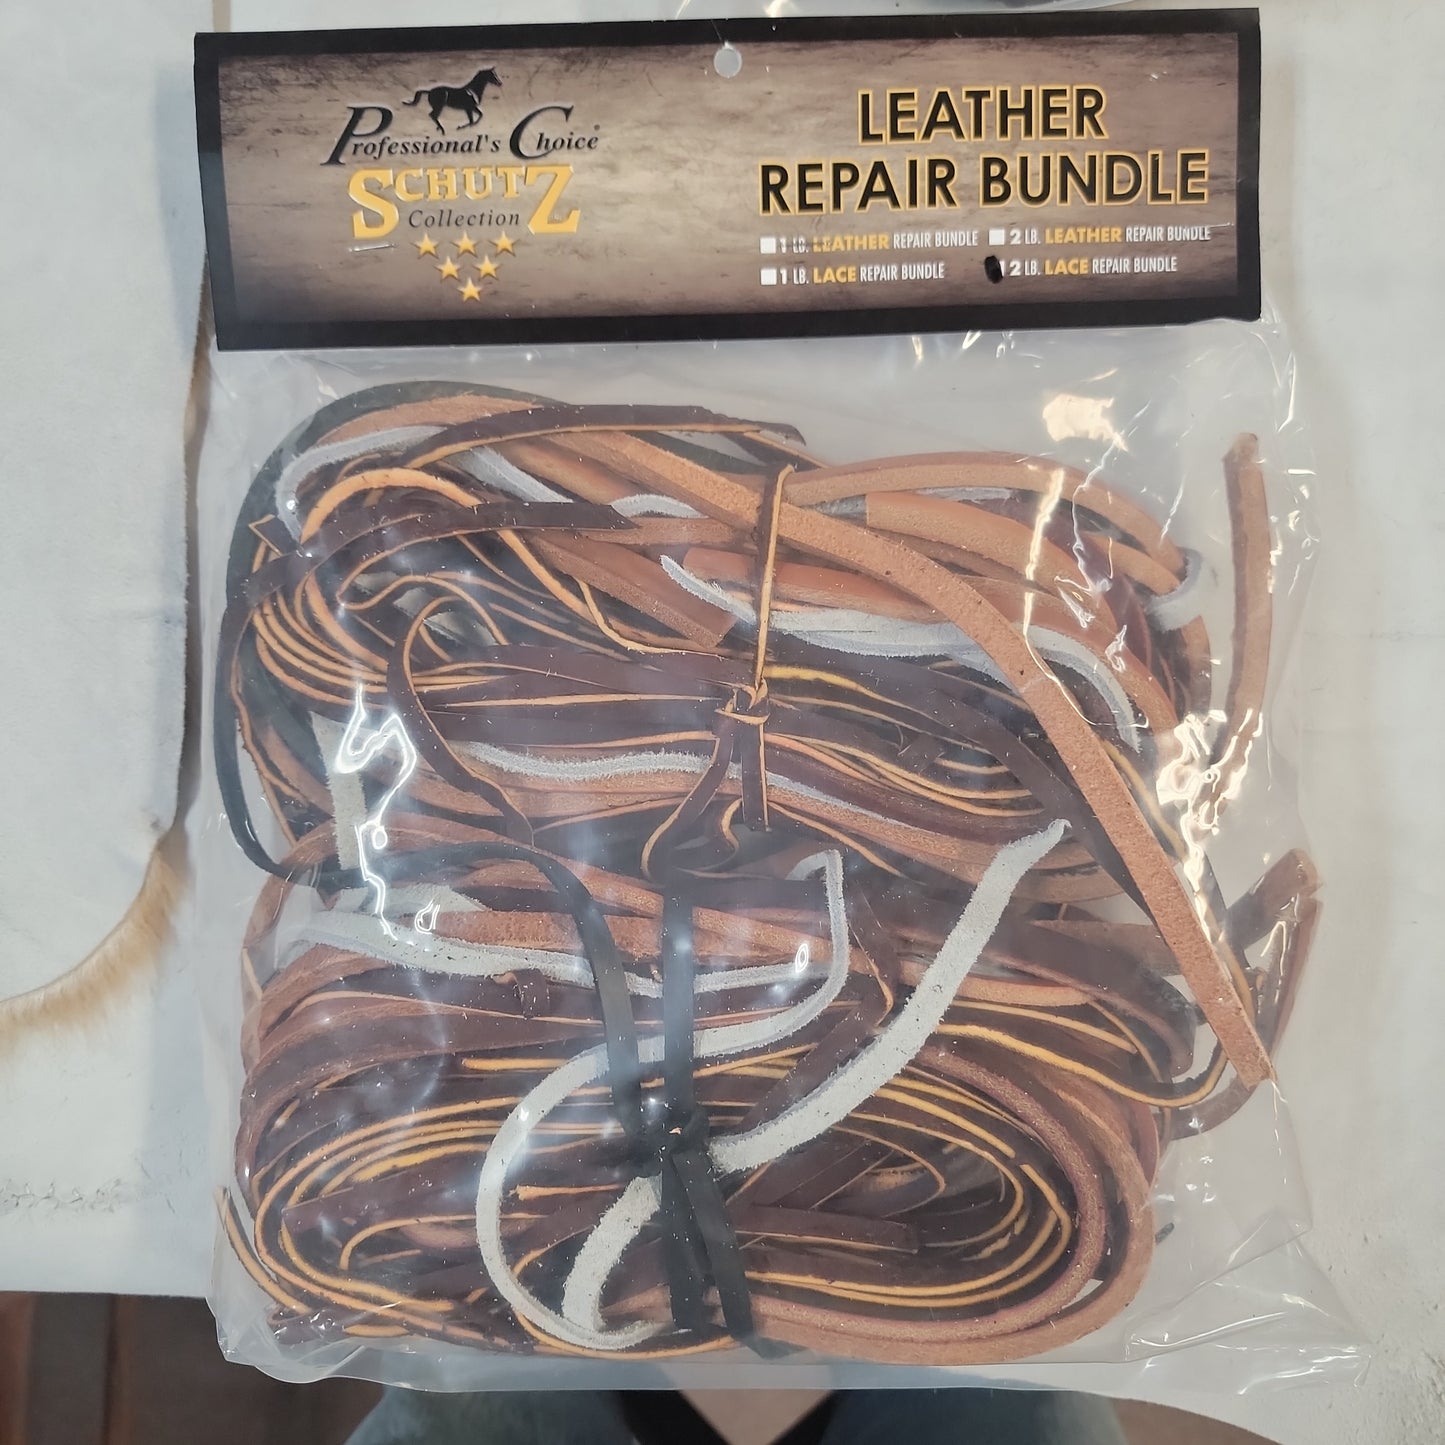 Professional's Choice®
SCHUTZ
Collection
LEATHER
REPAIR BUNDLE
1 LB. LEATHER REPAIR BUNDLE 2 LB. LEATHER REPAIR BUNDLE
1 LB. LACE REPAIR BUNDLE 2 LB. LACE REPAIR BUNDLE